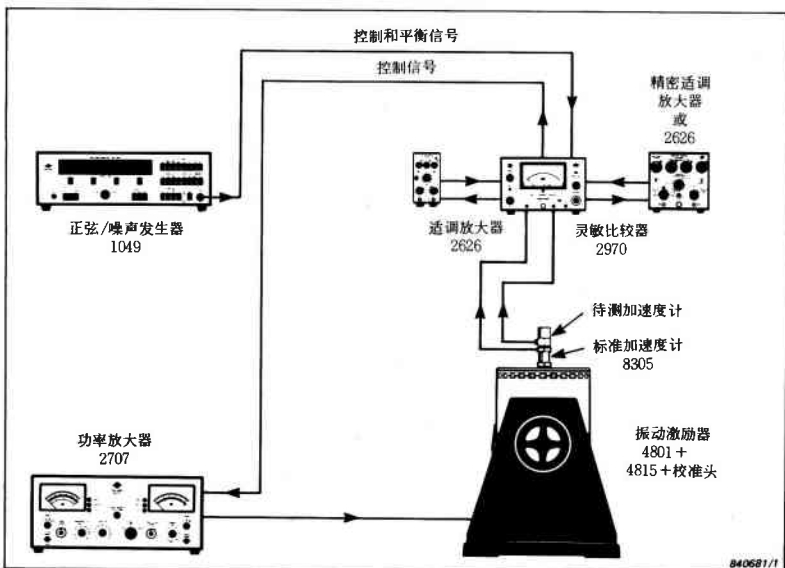 控制和平衡信号
控制信号
精密适调
放大器
或
2626
正弦/噪声发生器
1049
适调放大器
2626
灵敏比较器
2970
待测加速度计
标准加速度计
8305
功率放大器
2707
振动激励器
4801+
4815+校准头
840681/1